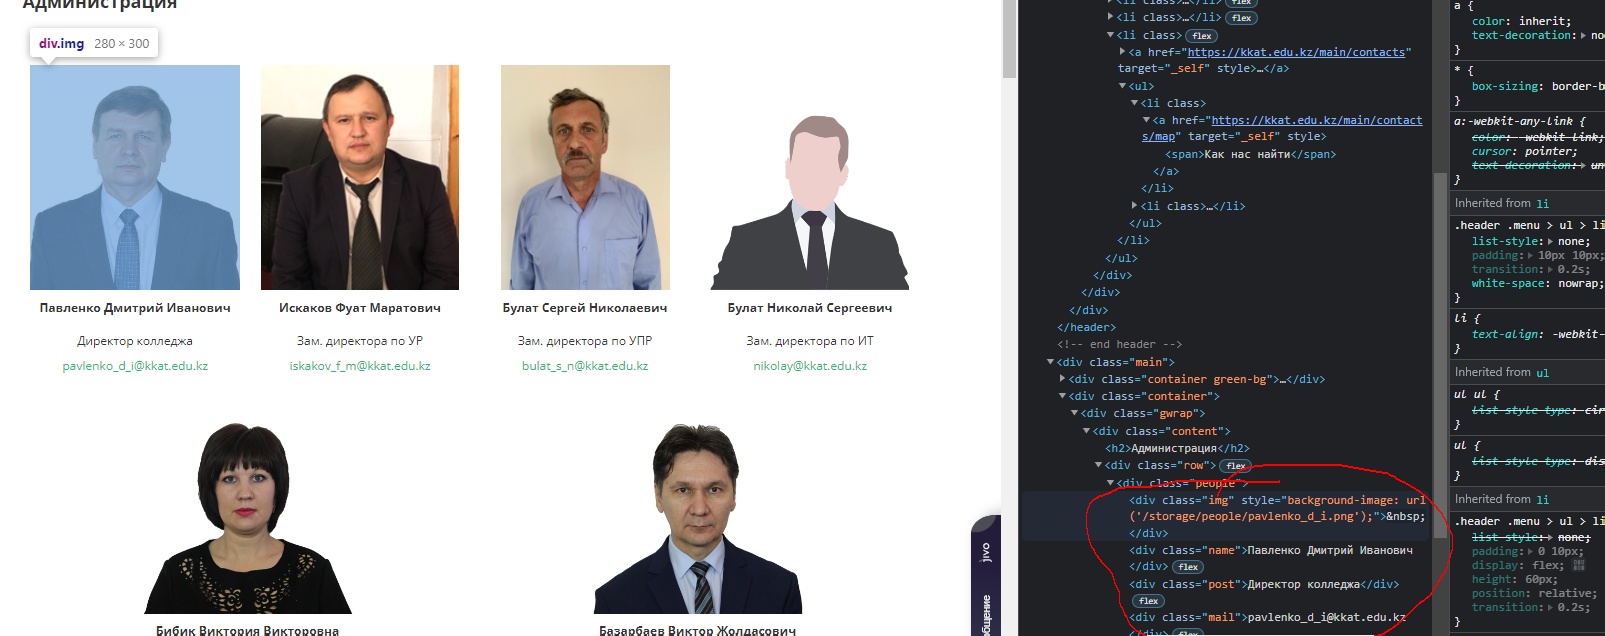 Администрация
div.img 280 × 300
Павленко Дмитрий Иванович
Директор колледжа
pavlenko_d_i@kkat.edu.kz
Искаков Фуат Маратович
Зам. директора по УР
iskakov_f_m@kkat.edu.kz
Булат Сергей Николаевич
Зам. директора по УПР
bulat_s_n@kkat.edu.kz
Булат Николай Сергеевич
Зам. директора по ИТ
nikolay@kkat.edu.kz
Бибик Виктория Викторовна
Базарбаев Виктор Жолдасович
<li class>…</li> flex
<li class>…</li> flex
<li class> flex
<a href="https://kkat.edu.kz/main/contacts"
target="_self" style>…</a>
<ul>
<li class>
<a href="https://kkat.edu.kz/main/contact
s/map" target="_self" style>
<span>Как нас найти</span>
</a>
</li>
<li class>…</li>
</ul>
</li>
</ul>
</div>
</div>
</div>
</header>
<!-- end header -->
<div class="main">
<div class="container green-bg">…</div>
<div class="container">
<div class="gwrap">
<div class="content">
<h2>Администрация</h2>
<div class="row"> flex
<div class="people">
<div class="img" style="background-image: url
('/storage/people/pavlenko_d_i.png');">&nbsp;
</div>
<div class="name">Павленко Дмитрий Иванович
</div> flex
<div class="post">Директор колледжа</div>
flex
<div class="mail">pavlenko_d_i@kkat.edu.kz
</div> flex
a {
color: inherit;
text-decoration:
}
* {
box-sizing: border-b
}
a:-webkit-any-link {
color: -webkit-link;
cursor: pointer;
text-decoration: un
}
Inherited from li
.header .menu > ul > li
list-style: none;
padding: 10px 10px;
transition: 0.2s;
white-space: nowrap;
}
li {
text-align: -webkit-
}
Inherited from ul
ul ul {
list-style-type: cir
}
ul {
list-style-type: dis
}
Inherited from li
.header .menu > ul > li
list-style: none;
padding: 0 10px;
display: flex;
height: 60px;
position: relative;
transition: 0.2s;
}